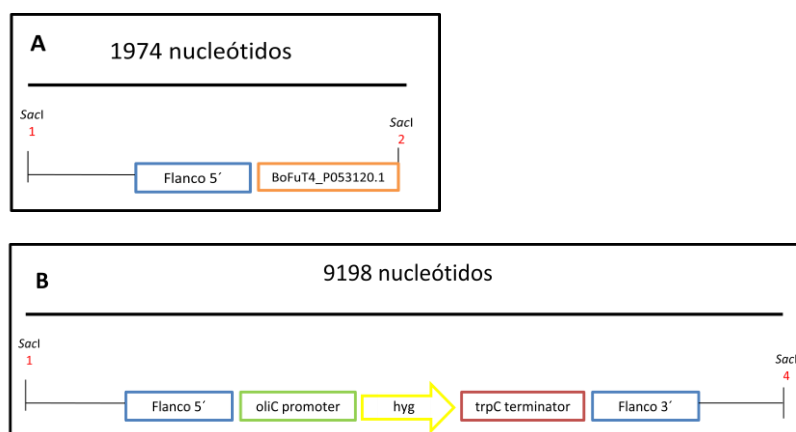 A
1974 nucleótidos
SacI
1
SacI
2
Flanco 5´
BoFuT4_P053120.1
B
9198 nucleótidos
SacI
1
SacI
4
Flanco 5´
oliC promoter
hyg
trpC terminator
Flanco 3´